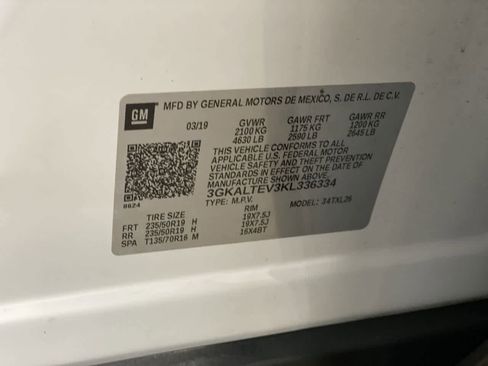 GM MFD BY GENERAL MOTORS DE MEXICO, S. DE R.L. DE C.V.
03/19 GVWR GAWR FRT GAWR RR
2100 KG 1175 KG 1200 KG
4630 LB 2590 LB 2645 LB
THIS VEHICLE CONFORMS TO ALL
APPLICABLE U.S. FEDERAL MOTOR
VEHICLE SAFETY, BUMPER, AND
THEFT PREVENTION STANDARDS
IN EFFECT ON THE DATE OF
MANUFACTURE SHOWN ABOVE.
3GKALTEV3KL336334
8624 TYPE: M.P.V. MODEL: 34TXL26
TIRE SIZE RIM
FRT 235/50R19 H 19X7.5J
RR 235/50R19 H 19X7.5J
SPA T135/70R16 M 16X4BT